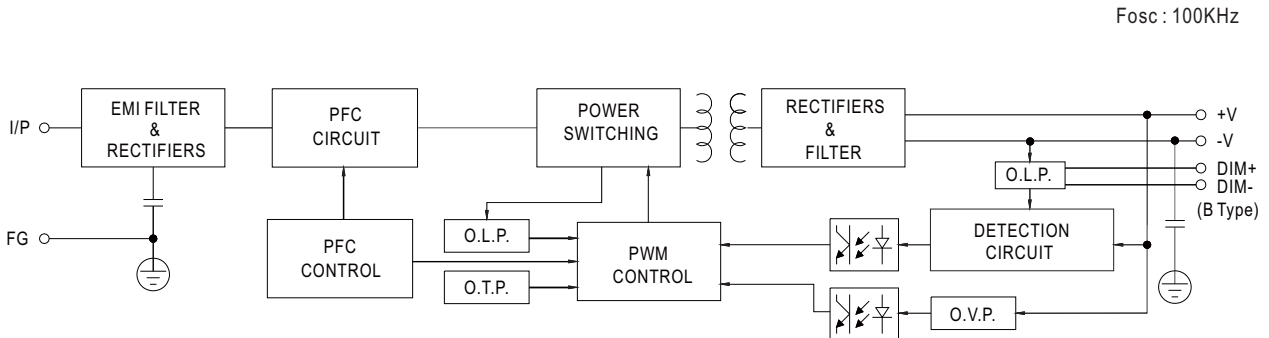 Fosc : 100KHz
I/P
EMI FILTER
&
RECTIFIERS
PFC
CIRCUIT
POWER
SWITCHING
RECTIFIERS
&
FILTER
+V
-V
O.L.P.
DIM+
DIM-
(B Type)
FG
PFC
CONTROL
O.L.P.
O.T.P.
PWM
CONTROL
DETECTION
CIRCUIT
O.V.P.